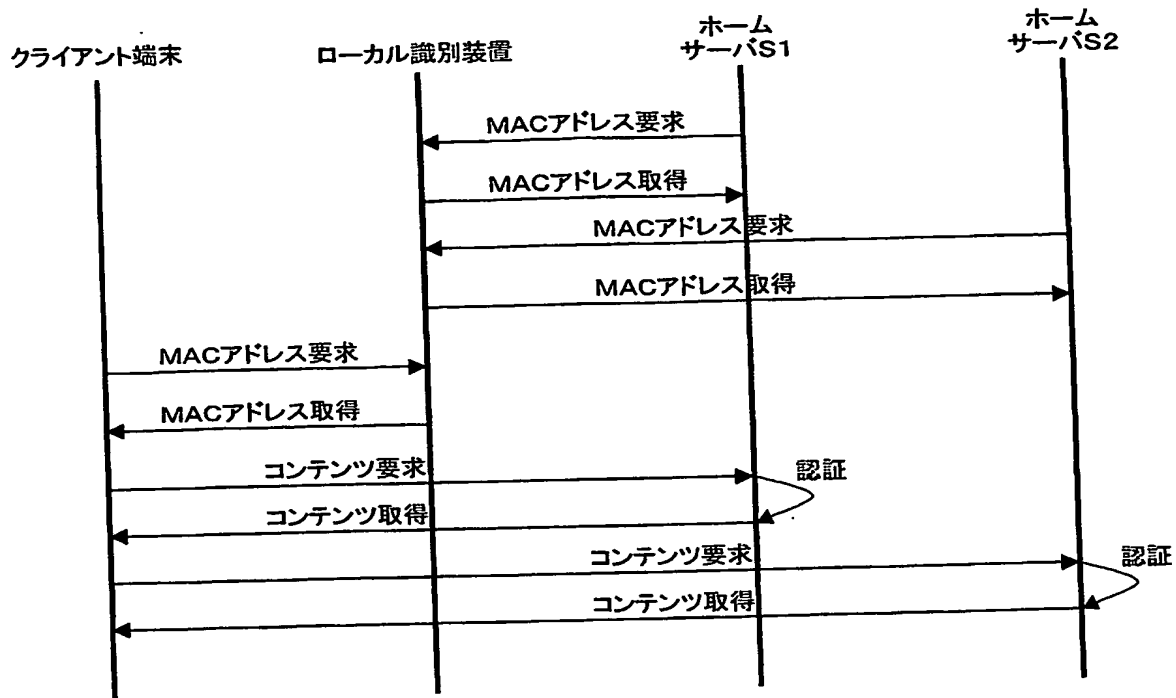 クライアント端末
ローカル識別装置
ホーム
サーバS1
ホーム
サーバS2
MACアドレス要求
MACアドレス取得
MACアドレス要求
MACアドレス取得
MACアドレス要求
MACアドレス取得
コンテンツ要求
認証
コンテンツ取得
コンテンツ要求
認証
コンテンツ取得